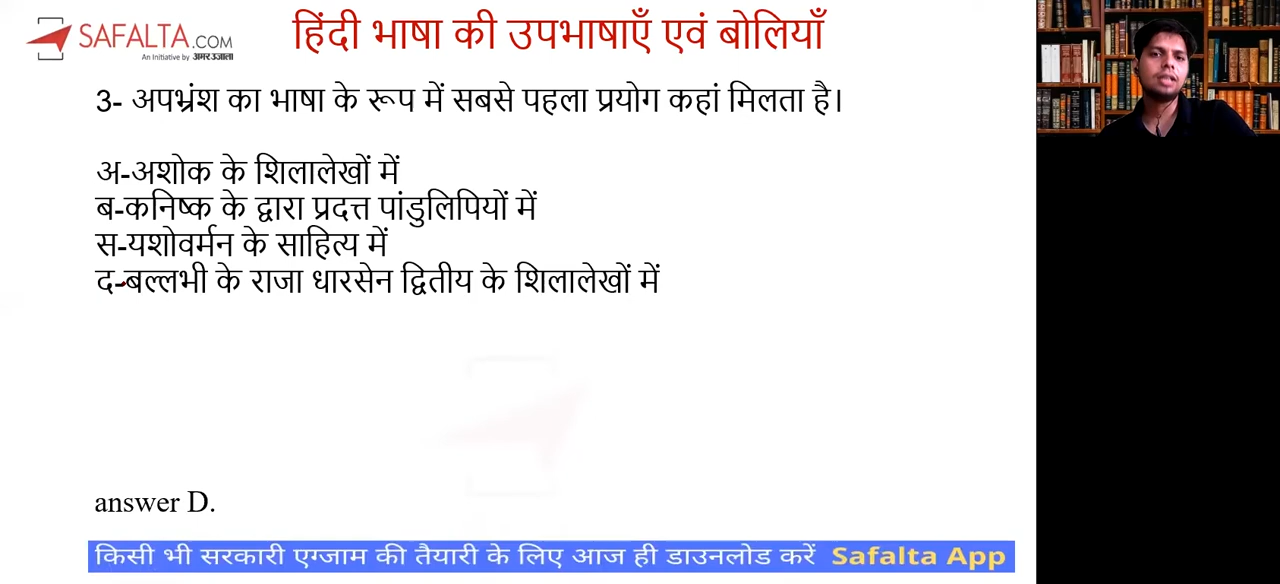 SAFALTA.COM
An Initiative by अमर उजाला
हिंदी भाषा की उपभाषाएँ एवं बोलियाँ
3- अपभ्रंश का भाषा के रूप में सबसे पहला प्रयोग कहां मिलता है।
अ-अशोक के शिलालेखों में
ब-कनिष्क के द्वारा प्रदत्त पांडुलिपियों में
स-यशोवर्मन के साहित्य में
द-बल्लभी के राजा धारसेन द्वितीय के शिलालेखों में
answer D.
किसी भी सरकारी एग्जाम की तैयारी के लिए आज ही डाउनलोड करें Safalta App